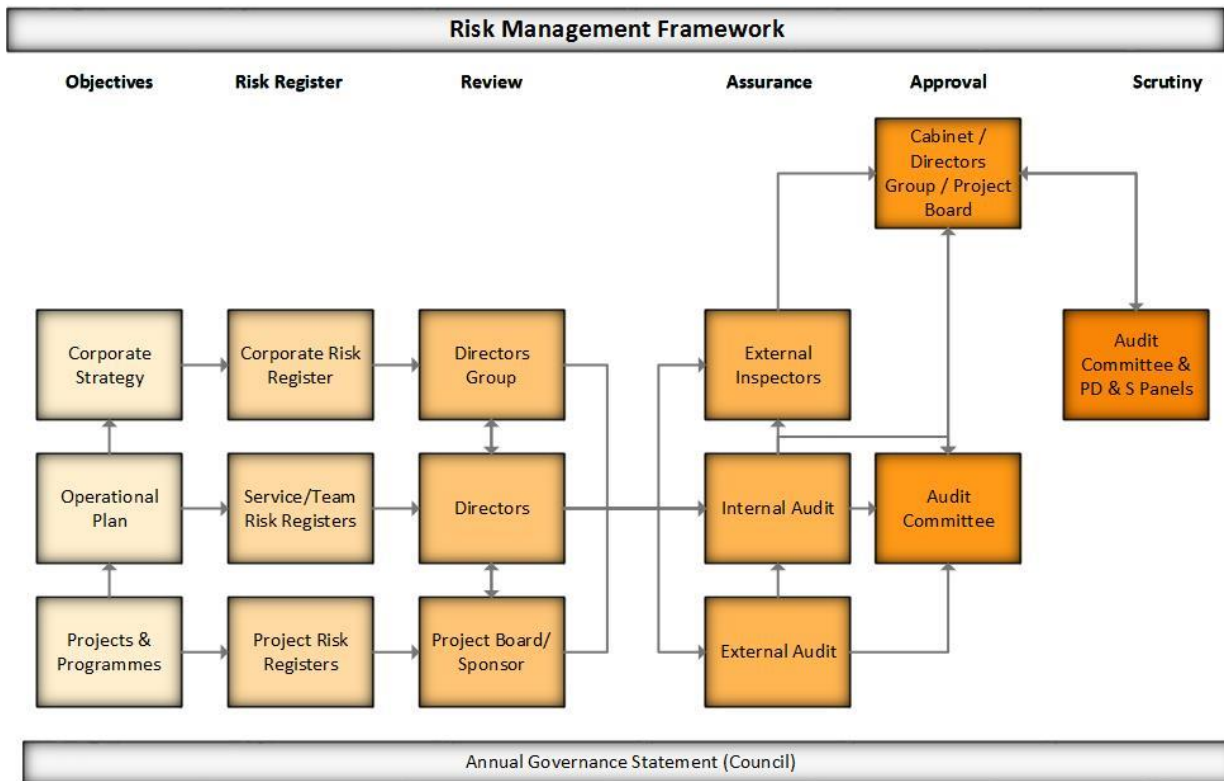 Risk Management Framework
Objectives
Risk Register
Review
Assurance
Approval
Scrutiny
Cabinet /
Directors
Group / Project
Board
Corporate
Strategy
Corporate Risk
Register
Directors
Group
External
Inspectors
Audit
Committee &
PD & S Panels
Operational
Plan
Service/Team
Risk Registers
Directors
Internal Audit
Audit
Committee
Projects &
Programmes
Project Risk
Registers
Project Board/
Sponsor
External Audit
Annual Governance Statement (Council)